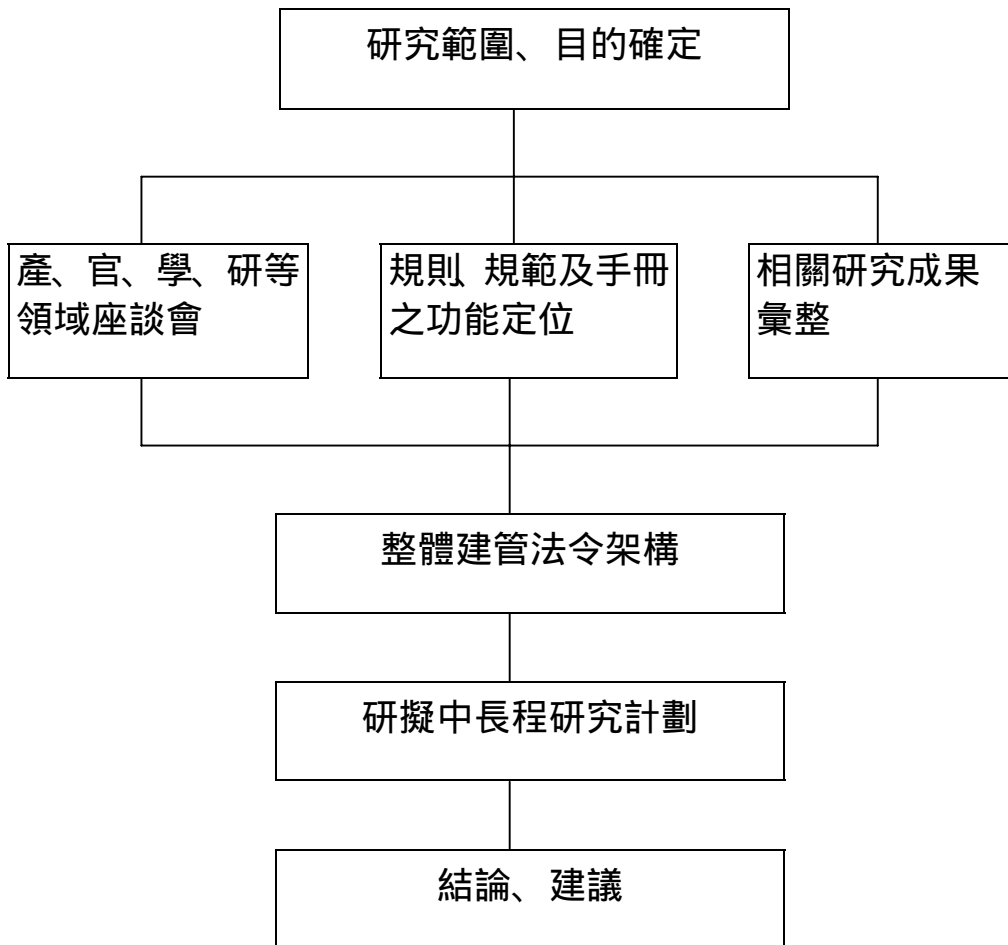 研究範圍、目的確定
產、官、學、研等
領域座談會
規則、規範及手冊
之功能定位
相關研究成果
彙整
整體建管法令架構
研擬中長程研究計劃
結論、建議